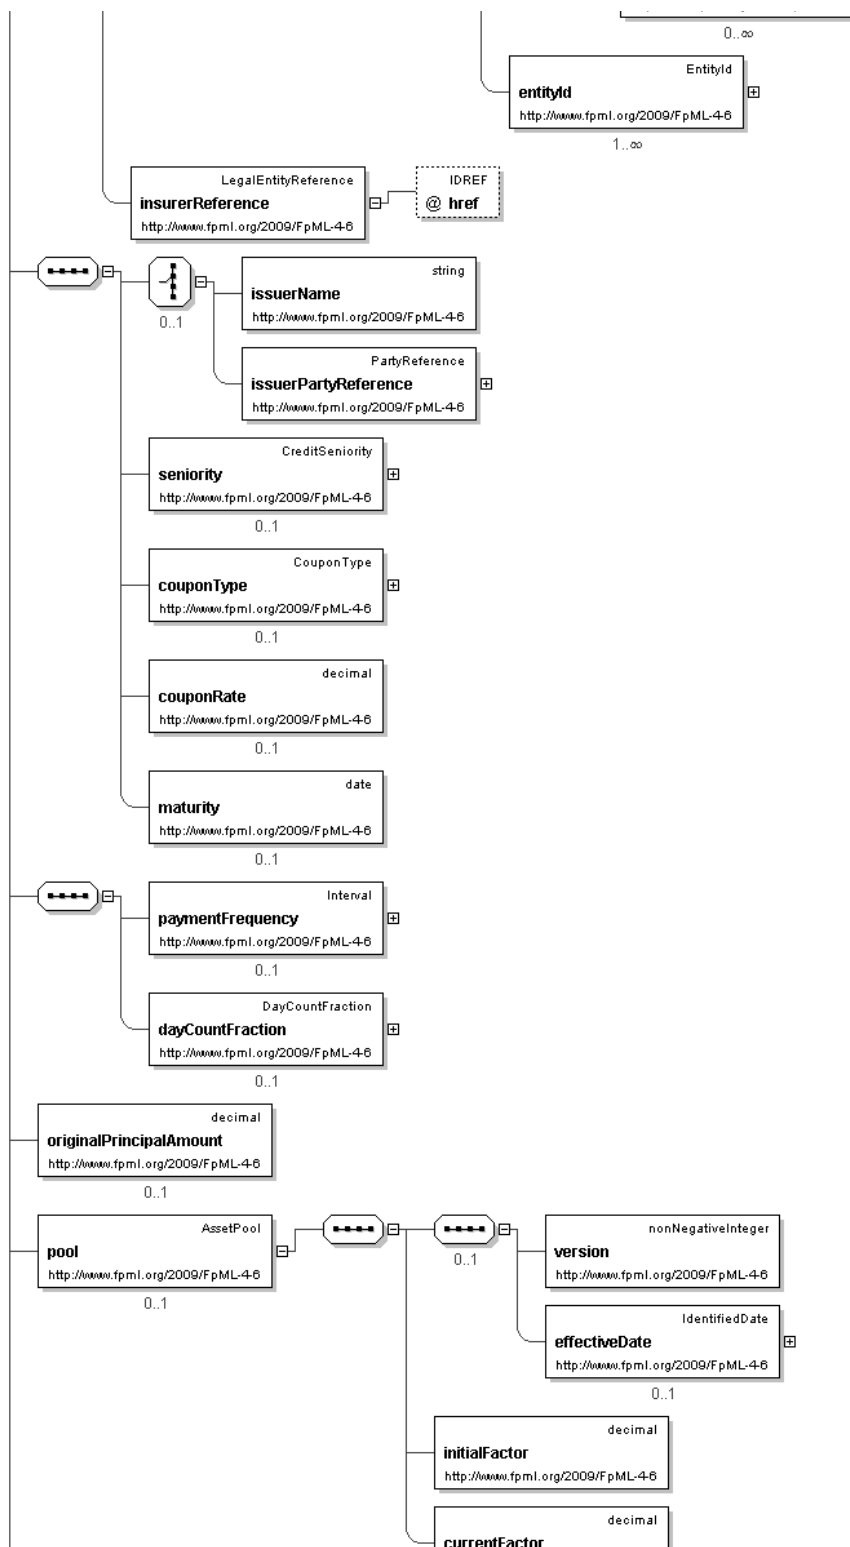 0..∞
EntityId
entityId
http://www.fpml.org/2009/FpML-4-6
1..∞
LegalEntityReference
insurerReference
http://www.fpml.org/2009/FpML-4-6
IDREF
@ href
string
issuerName
http://www.fpml.org/2009/FpML-4-6
0..1
PartyReference
issuerPartyReference
http://www.fpml.org/2009/FpML-4-6
CreditSeniority
seniority
http://www.fpml.org/2009/FpML-4-6
0..1
CouponType
couponType
http://www.fpml.org/2009/FpML-4-6
0..1
decimal
couponRate
http://www.fpml.org/2009/FpML-4-6
0..1
date
maturity
http://www.fpml.org/2009/FpML-4-6
0..1
Interval
paymentFrequency
http://www.fpml.org/2009/FpML-4-6
0..1
DayCountFraction
dayCountFraction
http://www.fpml.org/2009/FpML-4-6
0..1
decimal
originalPrincipalAmount
http://www.fpml.org/2009/FpML-4-6
0..1
AssetPool
pool
http://www.fpml.org/2009/FpML-4-6
0..1
0..1
nonNegativeInteger
version
http://www.fpml.org/2009/FpML-4-6
IdentifiedDate
effectiveDate
http://www.fpml.org/2009/FpML-4-6
0..1
decimal
initialFactor
http://www.fpml.org/2009/FpML-4-6
decimal
currentFactor